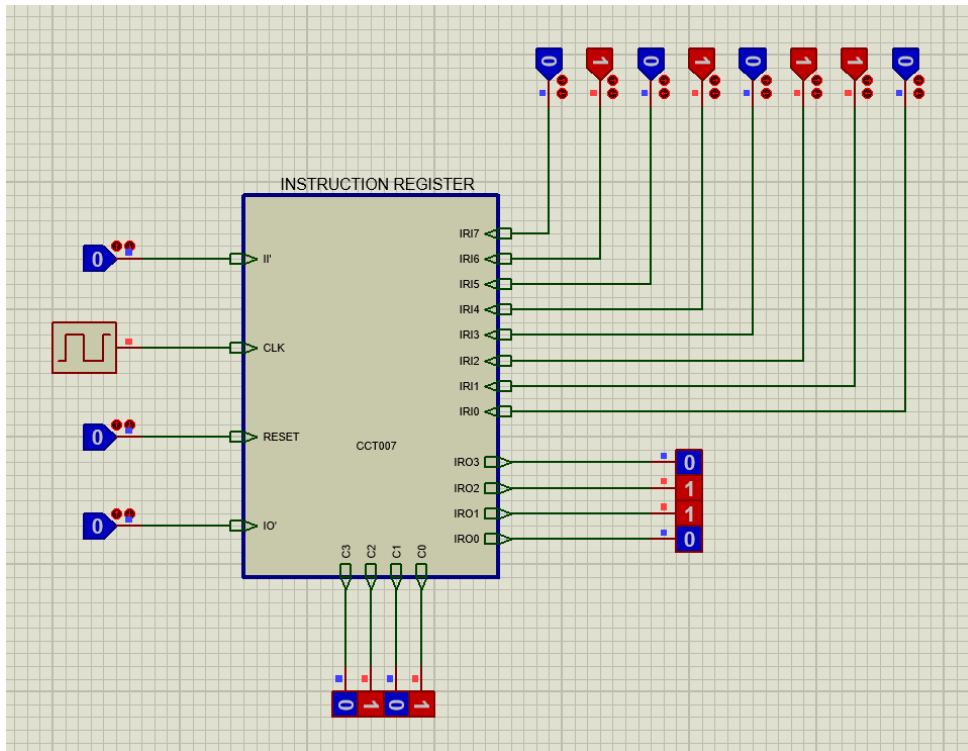 0 1 0 1 0 1 1 0
INSTRUCTION REGISTER
IRI7
0 II' IRI6
IRI5
IRI4
CLK IRI3
IRI2
IRI1
IRI0
0 RESET
CCT007
IRO3 0
IRO2 1
IRO1 1
0 IO' IRO0 0
C3 C2 C1 C0
0 1 0 1